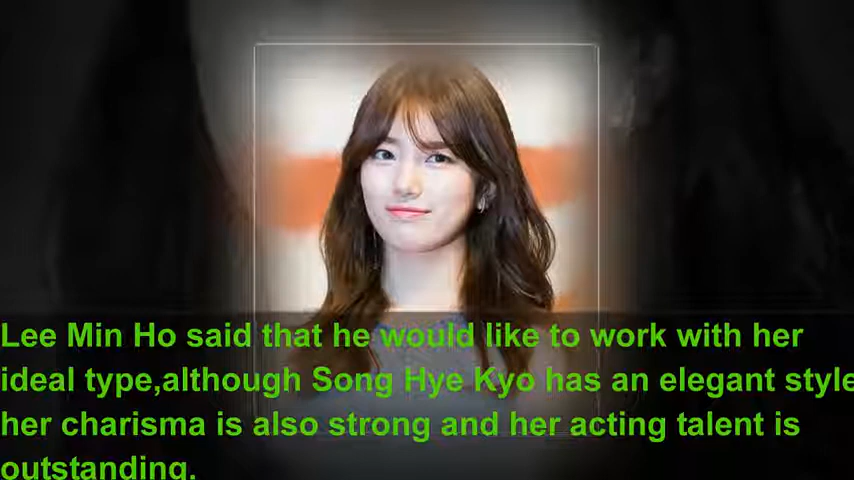 Lee Min Ho said that he would like to work with her
ideal type,although Song Hye Kyo has an elegant style
her charisma is also strong and her acting talent is
outstanding.